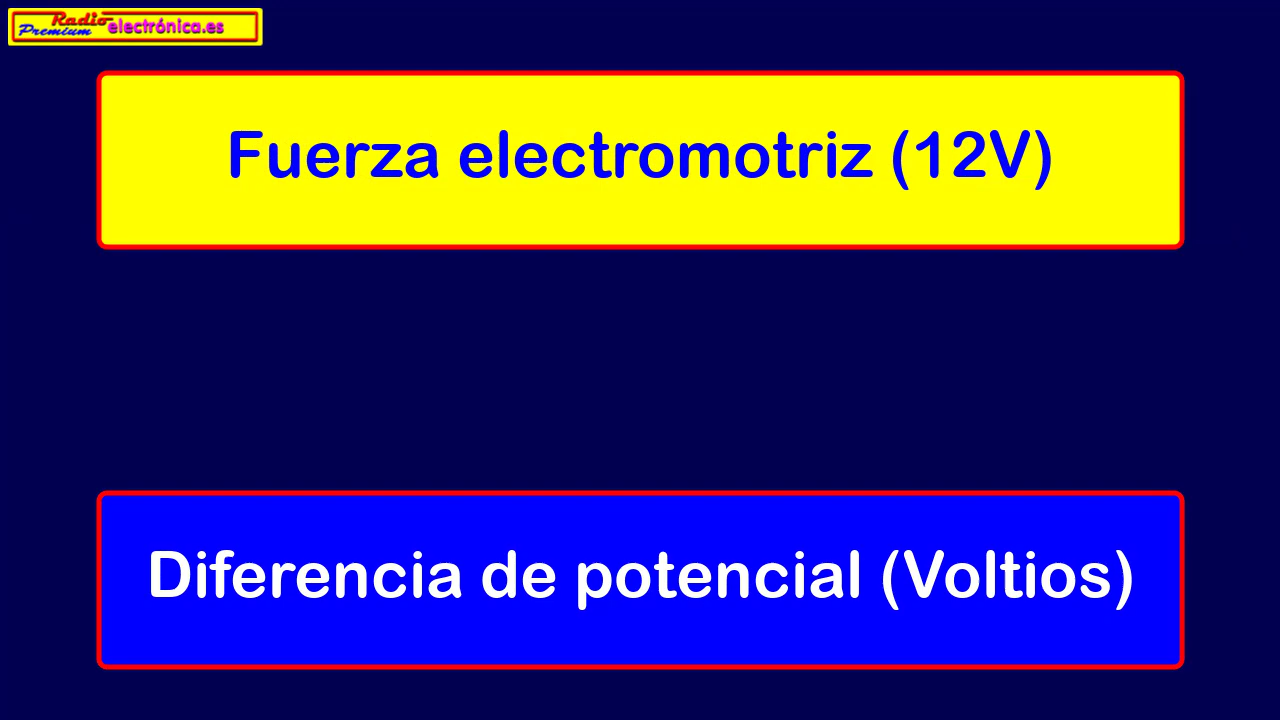 Radio
Premium electrónica.es
Fuerza electromotriz (12V)
Diferencia de potencial (Voltios)